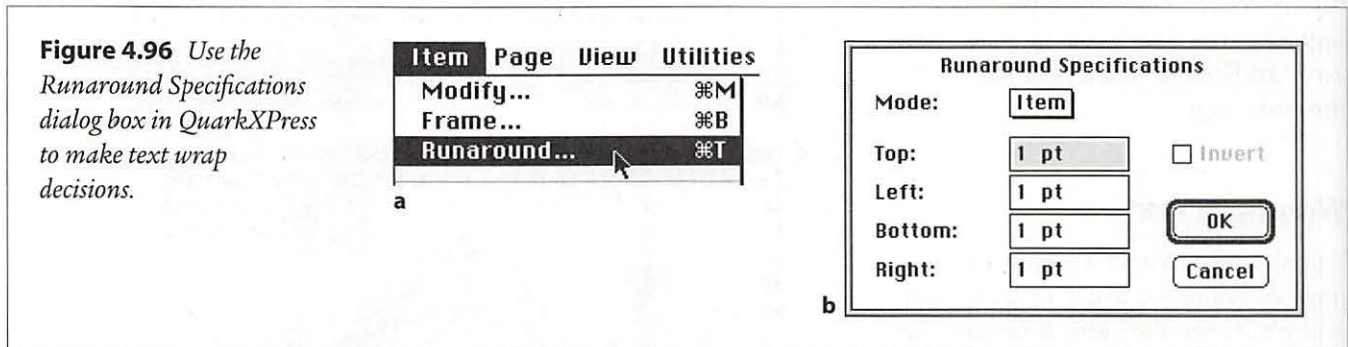 Figure 4.96 Use the
Runaround Specifications
dialog box in QuarkXPress
to make text wrap
decisions.
Item Page View Utilities
Modify... ⌘M
Frame... ⌘B
Runaround... ⌘T
a
Runaround Specifications
Mode: Item
Top: 1 pt Invert
Left: 1 pt
Bottom: 1 pt OK
Right: 1 pt Cancel
b